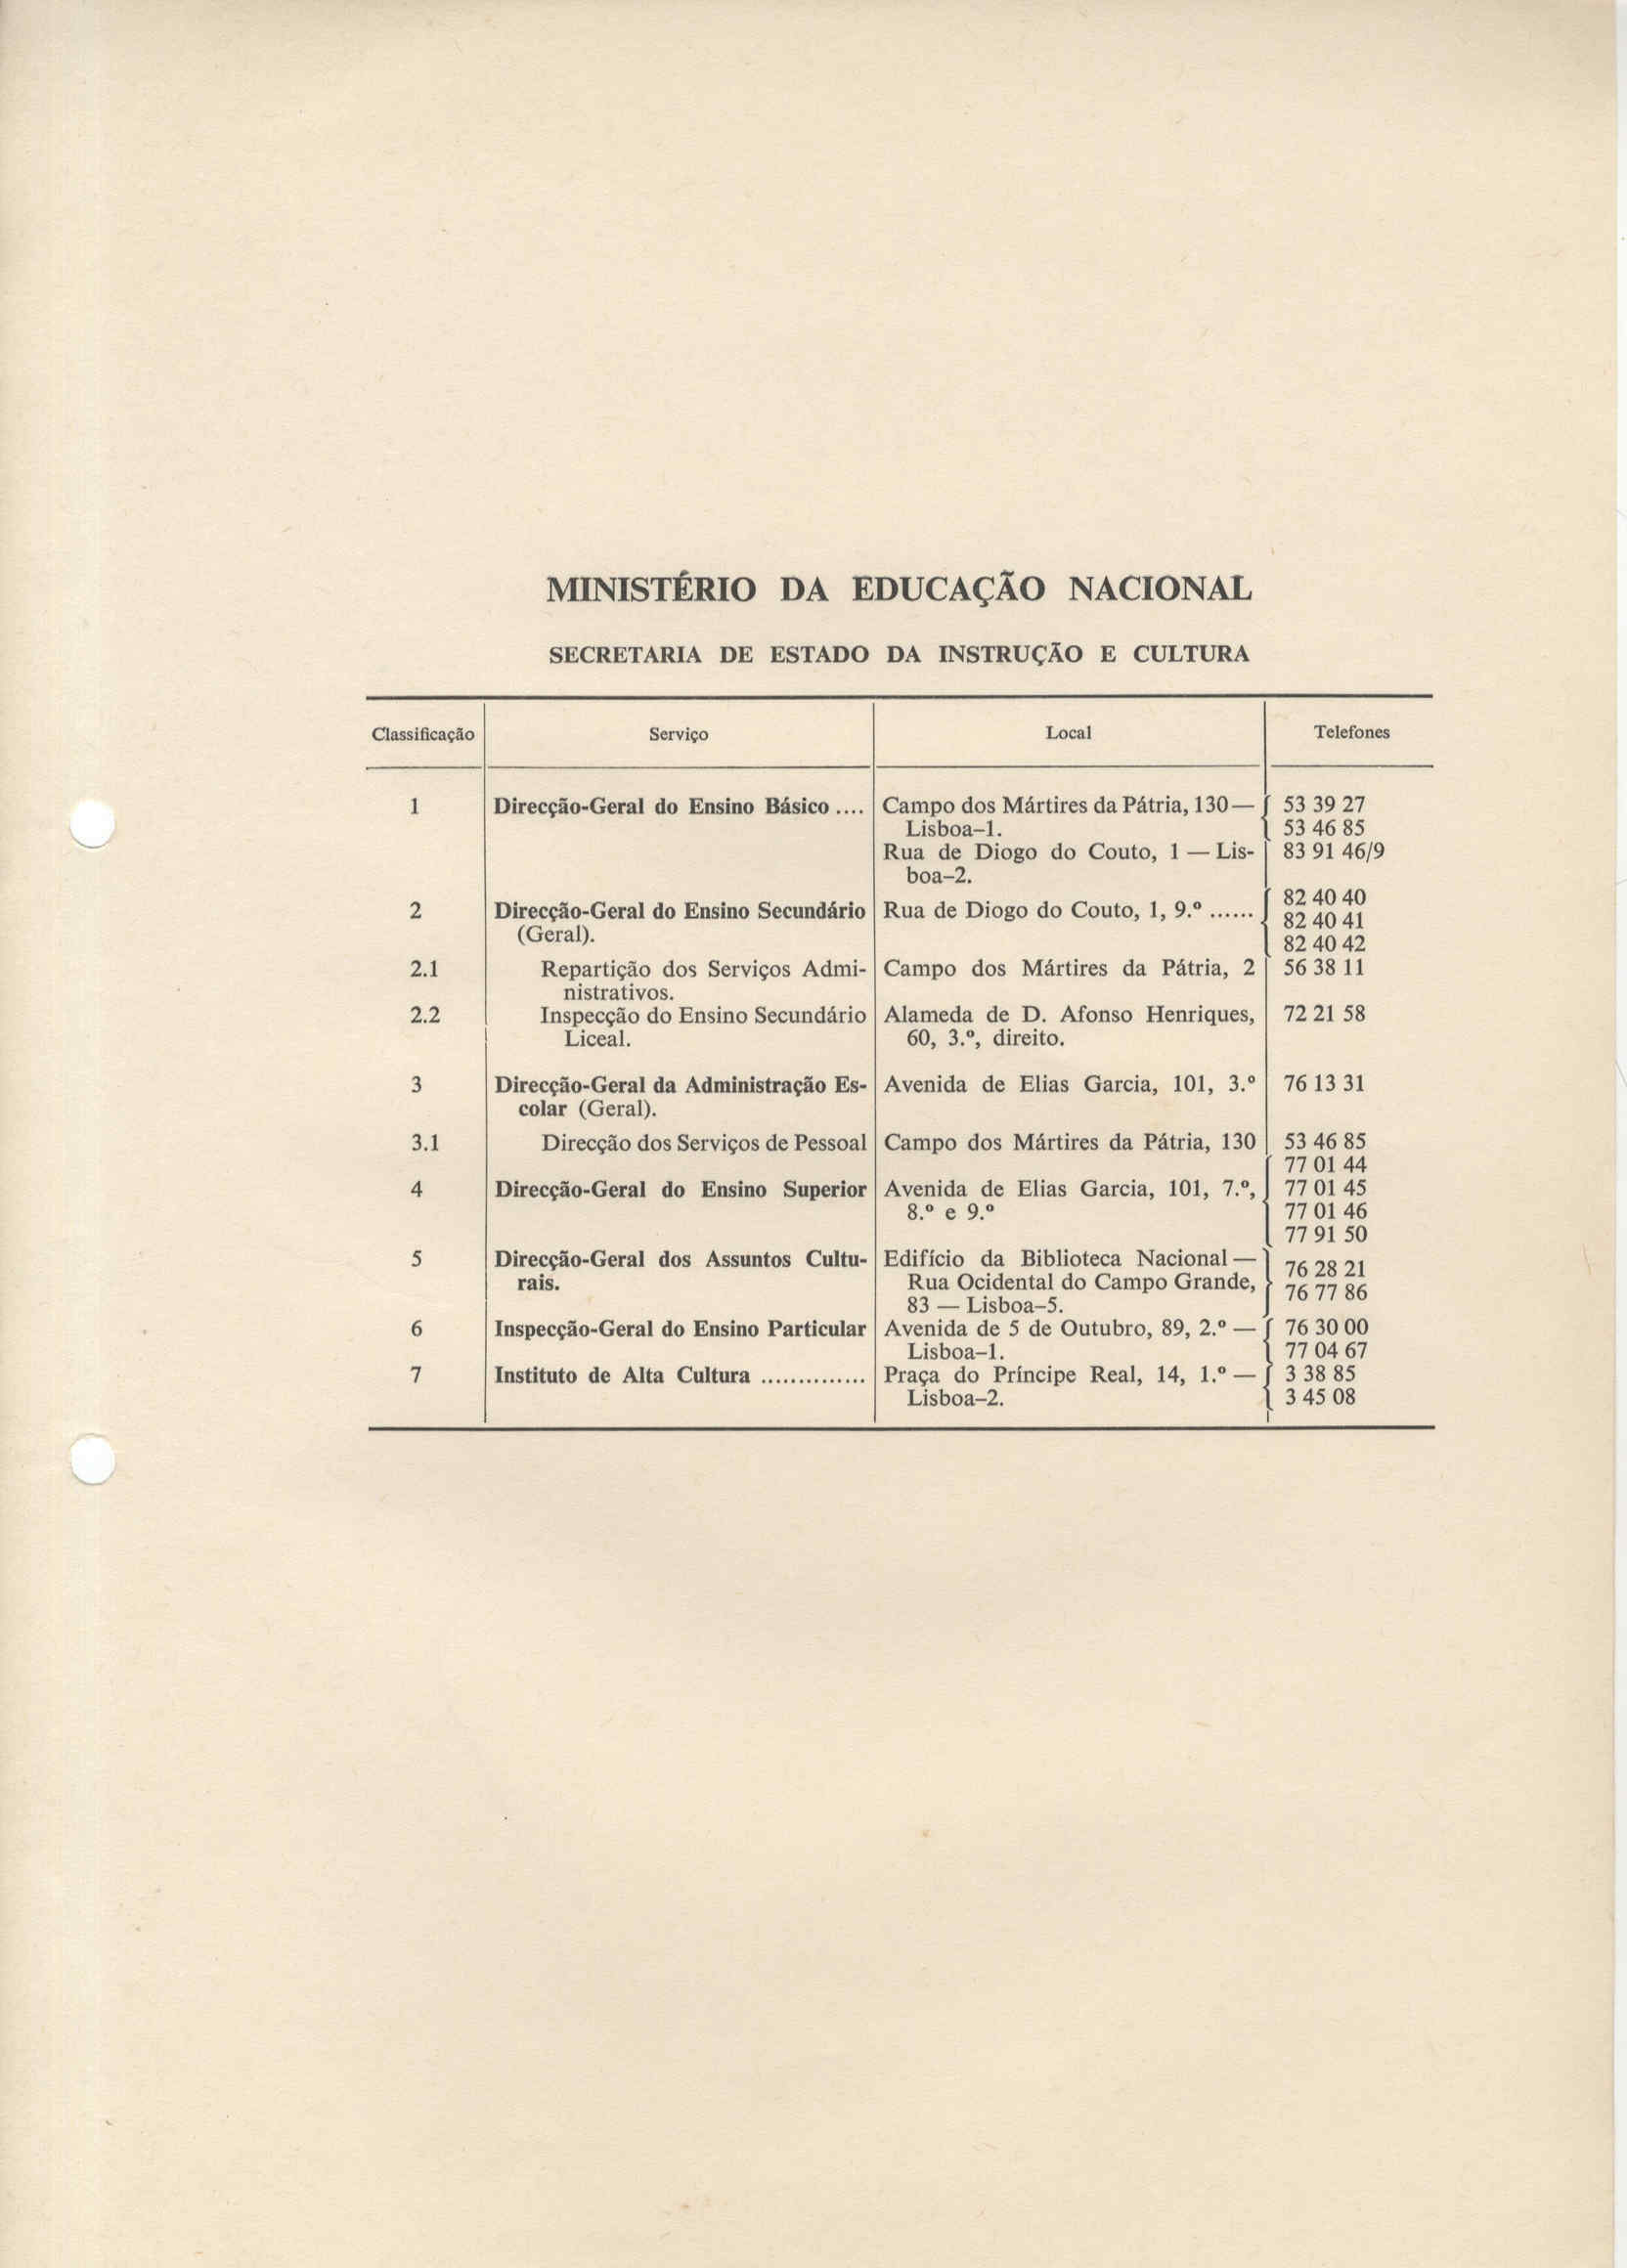 MINISTÉRIO DA EDUCAÇÃO NACIONAL
SECRETARIA DE ESTADO DA INSTRUÇÃO E CULTURA
Classificação Serviço Local Telefones
1 Direcção-Geral do Ensino Básico .... Campo dos Mártires da Pátria, 130 — 53 39 27
Lisboa-1. 53 46 85
Rua de Diogo do Couto, 1 — Lis- 83 91 46/9
boa-2.
82 40 40
2 Direcção-Geral do Ensino Secundário Rua de Diogo do Couto, 1, 9.º ...... 82 40 41
(Geral). 82 40 42
2.1 Repartição dos Serviços Admi- Campo dos Mártires da Pátria, 2 56 38 11
nistrativos.
2.2 Inspecção do Ensino Secundário Alameda de D. Afonso Henriques, 72 21 58
Liceal. 60, 3.º, direito.
3 Direcção-Geral da Administração Es- Avenida de Elias Garcia, 101, 3.º 76 13 31
colar (Geral).
3.1 Direcção dos Serviços de Pessoal Campo dos Mártires da Pátria, 130 53 46 85
77 01 44
4 Direcção-Geral do Ensino Superior Avenida de Elias Garcia, 101, 7.º, 77 01 45
8.º e 9.º 77 01 46
77 91 50
5 Direcção-Geral dos Assuntos Cultu- Edifício da Biblioteca Nacional — 76 28 21
rais. Rua Ocidental do Campo Grande, 76 77 86
83 — Lisboa-5.
6 Inspecção-Geral do Ensino Particular Avenida de 5 de Outubro, 89, 2.º — 76 30 00
Lisboa-1. 77 04 67
7 Instituto de Alta Cultura .............. Praça do Príncipe Real, 14, 1.º — 3 38 85
Lisboa-2. 3 45 08